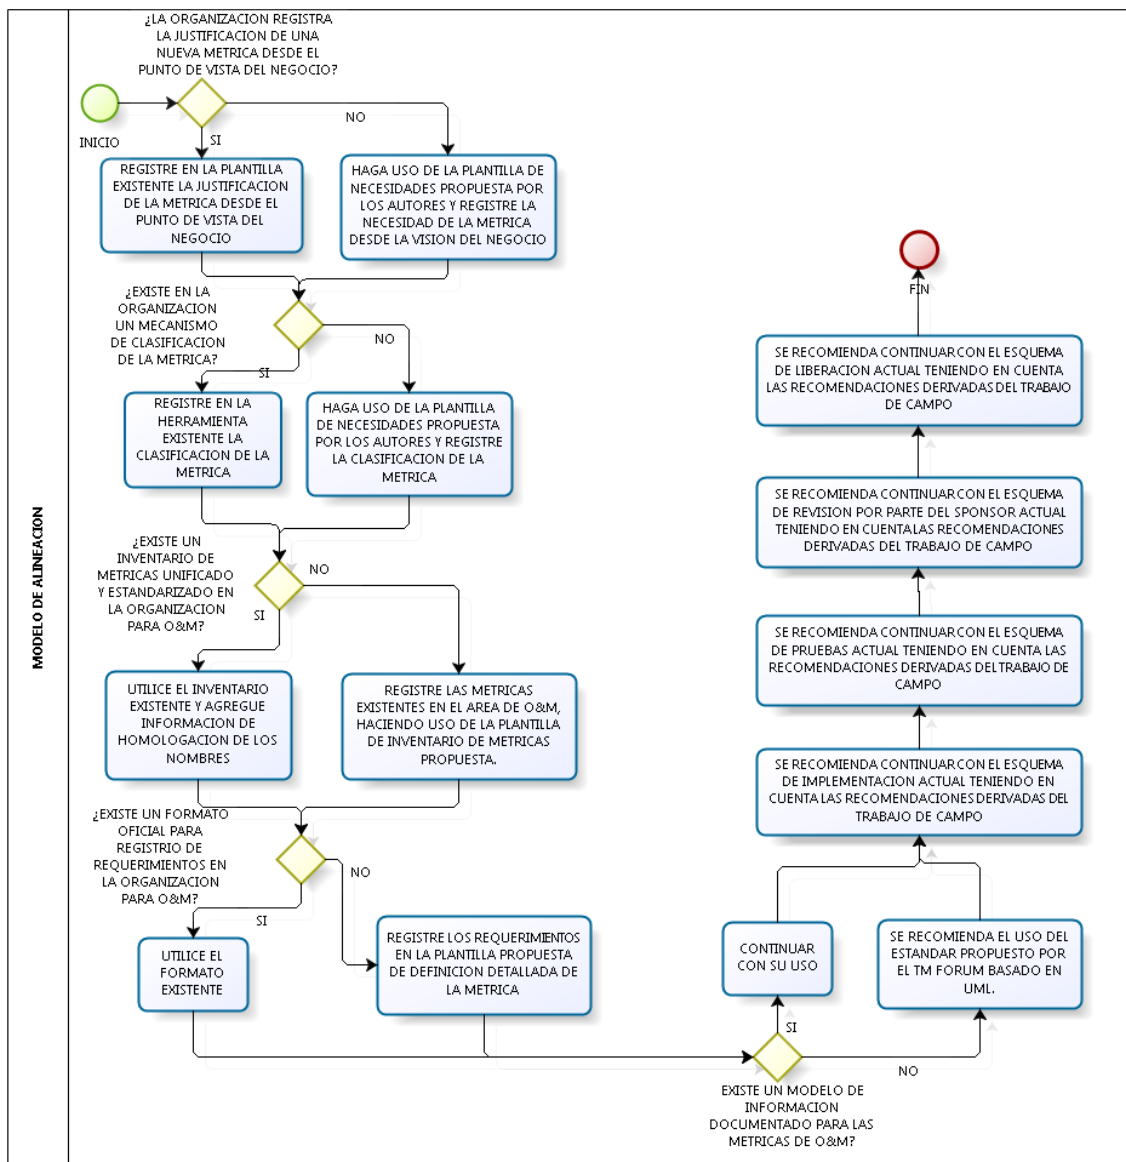 MODELO DE ALINEACION
¿LA ORGANIZACION REGISTRA
LA JUSTIFICACION DE UNA
NUEVA METRICA DESDE EL
PUNTO DE VISTA DEL NEGOCIO?
INICIO
SI
NO
REGISTRE EN LA PLANTILLA
EXISTENTE LA JUSTIFICACION
DE LA METRICA DESDE EL
PUNTO DE VISTA DEL
NEGOCIO
HAGA USO DE LA PLANTILLA DE
NECESIDADES PROPUESTA POR
LOS AUTORES Y REGISTRE LA
NECESIDAD DE LA METRICA
DESDE LA VISION DEL NEGOCIO
¿EXISTE EN LA
ORGANIZACION
UN MECANISMO
DE CLASIFICACION
DE LA METRICA?
SI
NO
REGISTRE EN LA
HERRAMIENTA
EXISTENTE LA
CLASIFICACION DE LA
METRICA
HAGA USO DE LA PLANTILLA
DE NECESIDADES PROPUESTA
POR LOS AUTORES Y REGISTRE
LA CLASIFICACION DE LA
METRICA
¿EXISTE UN
INVENTARIO DE
METRICAS UNIFICADO
Y ESTANDARIZADO EN
LA ORGANIZACION
PARA O&M?
SI
NO
UTILICE EL INVENTARIO
EXISTENTE Y AGREGUE
INFORMACION DE
HOMOLOGACION DE LOS
NOMBRES
REGISTRE LAS METRICAS
EXISTENTES EN EL AREA DE O&M,
HACIENDO USO DE LA PLANTILLA
DE INVENTARIO DE METRICAS
PROPUESTA.
¿EXISTE UN FORMATO
OFICIAL PARA
REGISTRIO DE
REQUERIMIENTOS EN
LA ORGANIZACION
PARA O&M?
SI
NO
UTILICE EL
FORMATO
EXISTENTE
REGISTRE LOS REQUERIMIENTOS
EN LA PLANTILLA PROPUESTA
DE DEFINICION DETALLADA DE
LA METRICA
EXISTE UN MODELO DE
INFORMACION
DOCUMENTADO PARA LAS
METRICAS DE O&M?
SI
NO
CONTINUAR
CON SU USO
SE RECOMIENDA EL USO DEL
ESTANDAR PROPUESTO POR
EL TM FORUM BASADO EN
UML.
SE RECOMIENDA CONTINUAR CON EL ESQUEMA
DE IMPLEMENTACION ACTUAL TENIENDO EN
CUENTA LAS RECOMENDACIONES DERIVADAS DEL
TRABAJO DE CAMPO
SE RECOMIENDA CONTINUAR CON EL ESQUEMA
DE PRUEBAS ACTUAL TENIENDO EN CUENTA LAS
RECOMENDACIONES DERIVADAS DEL TRABAJO DE
CAMPO
SE RECOMIENDA CONTINUAR CON EL ESQUEMA
DE REVISION POR PARTE DEL SPONSOR ACTUAL
TENIENDO EN CUENTALAS RECOMENDACIONES
DERIVADAS DEL TRABAJO DE CAMPO
SE RECOMIENDA CONTINUAR CON EL ESQUEMA
DE LIBERACION ACTUAL TENIENDO EN CUENTA
LAS RECOMENDACIONES DERIVADAS DEL TRABAJO
DE CAMPO
FIN